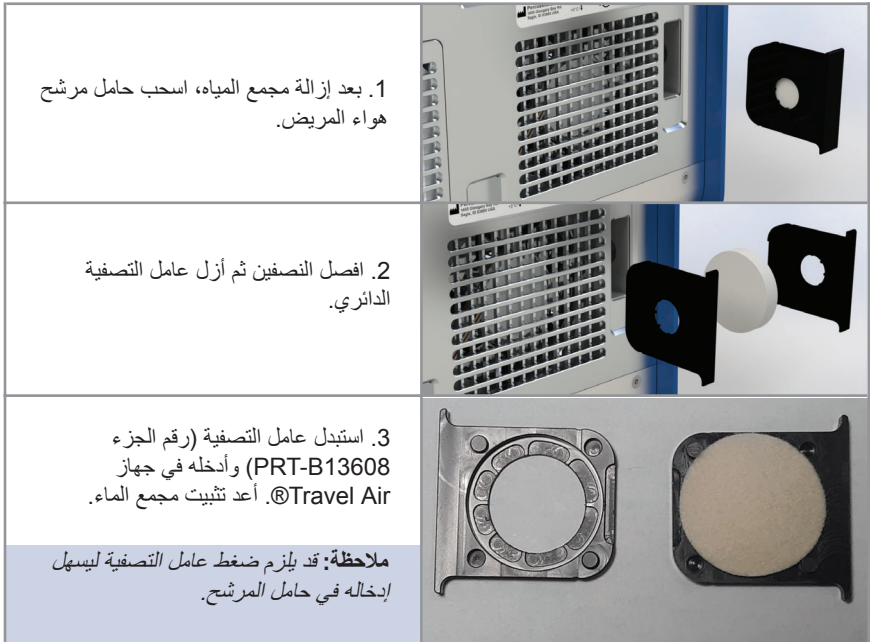 1. بعد إزالة مجمع المياه، اسحب حامل مرشح
هواء المريض.
2. افصل النصفين ثم أزل عامل التصفية
الدائري.
3. استبدل عامل التصفية (رقم الجزء
PRT-B13608) وأدخله في جهاز
Travel Air®. أعد تثبيت مجمع الماء.
ملاحظة: قد يلزم ضغط عامل التصفية ليسهل
إدخاله في حامل المرشح.